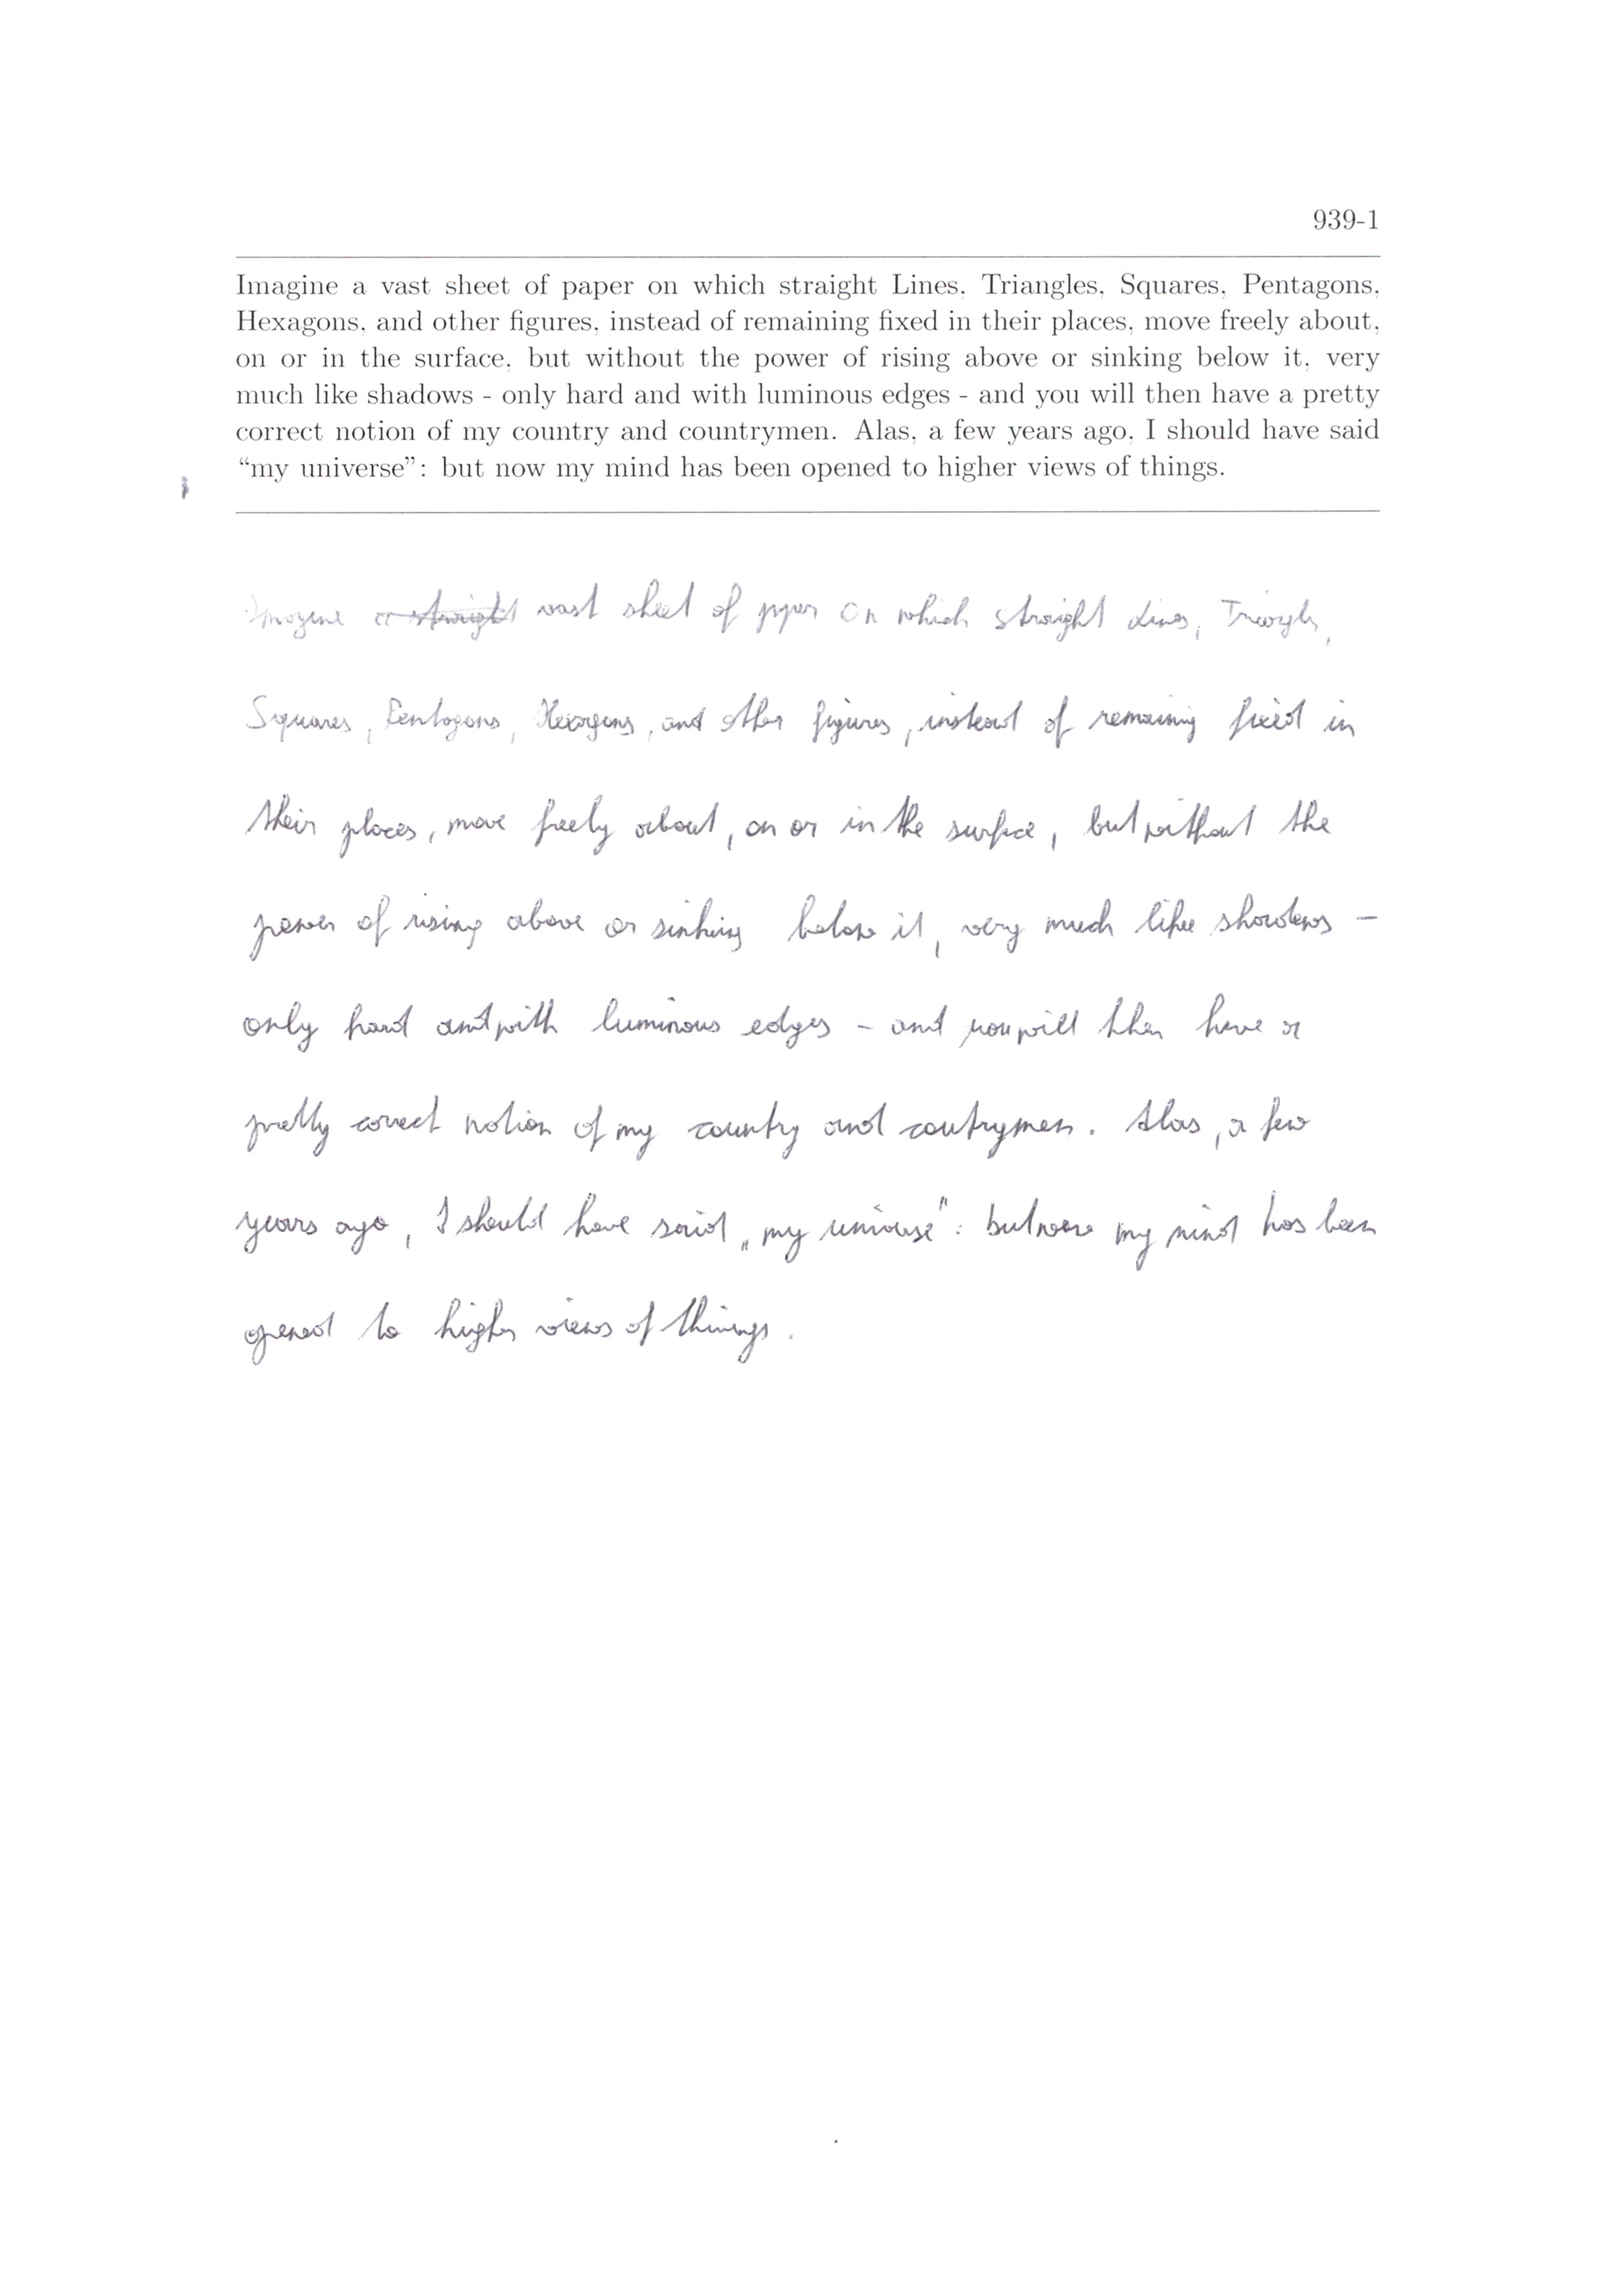 939-1
Imagine a vast sheet of paper on which straight Lines, Triangles, Squares, Pentagons,
Hexagons, and other figures, instead of remaining fixed in their places, move freely about,
on or in the surface, but without the power of rising above or sinking below it, very
much like shadows - only hard and with luminous edges - and you will then have a pretty
correct notion of my country and countrymen. Alas, a few years ago, I should have said
“my universe”: but now my mind has been opened to higher views of things.
Imagine a straight vast sheet of paper on which straight Lines, Triangles,
Squares, Pentagons, Hexagons, and other figures, instead of remaining fixed in
their places, move freely about, on or in the surface, but without the
power of rising above or sinking below it, very much like shadows –
only hard and with luminous edges – and you will then have a
pretty correct notion of my country and coutrymen. Alas, a few
years ago, I should have said „my universe": but now my mind has been
opened to higher views of things.